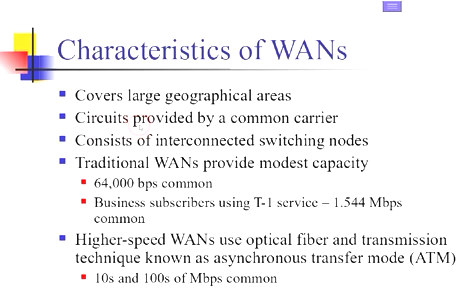 Characteristics of WANs
Covers large geographical areas
Circuits provided by a common carrier
Consists of interconnected switching nodes
Traditional WANs provide modest capacity
64,000 bps common
Business subscribers using T-1 service – 1.544 Mbps
common
Higher-speed WANs use optical fiber and transmission
technique known as asynchronous transfer mode (ATM)
10s and 100s of Mbps common